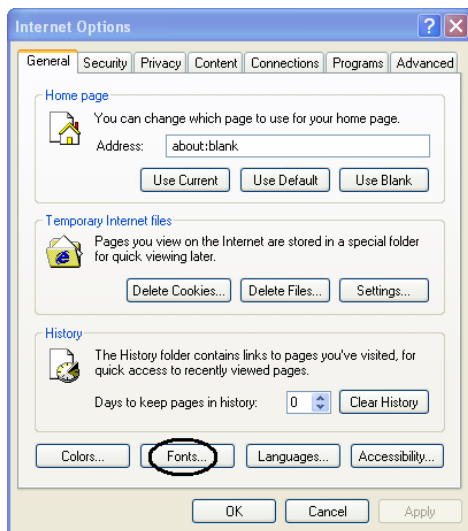 Internet Options
General Security Privacy Content Connections Programs Advanced
Home page
You can change which page to use for your home page.
Address: about:blank
Use Current Use Default Use Blank
Temporary Internet files
Pages you view on the Internet are stored in a special folder
for quick viewing later.
Delete Cookies... Delete Files... Settings...
History
The History folder contains links to pages you've visited, for
quick access to recently viewed pages.
Days to keep pages in history: 0 Clear History
Colors... Fonts... Languages... Accessibility...
OK Cancel Apply